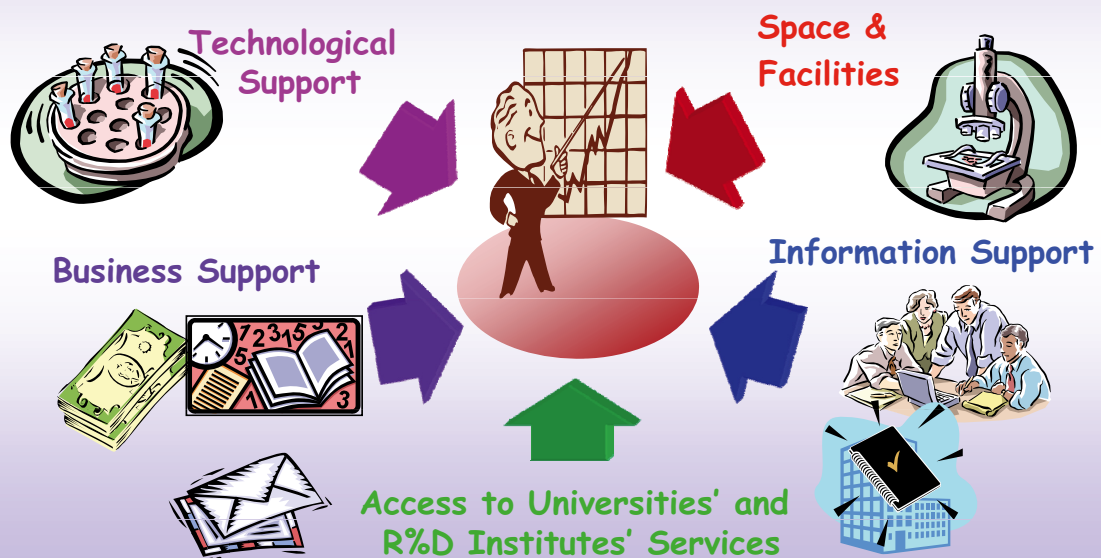 Technological
Support
Space &
Facilities
Business Support
Information Support
Access to Universities' and
R%D Institutes' Services